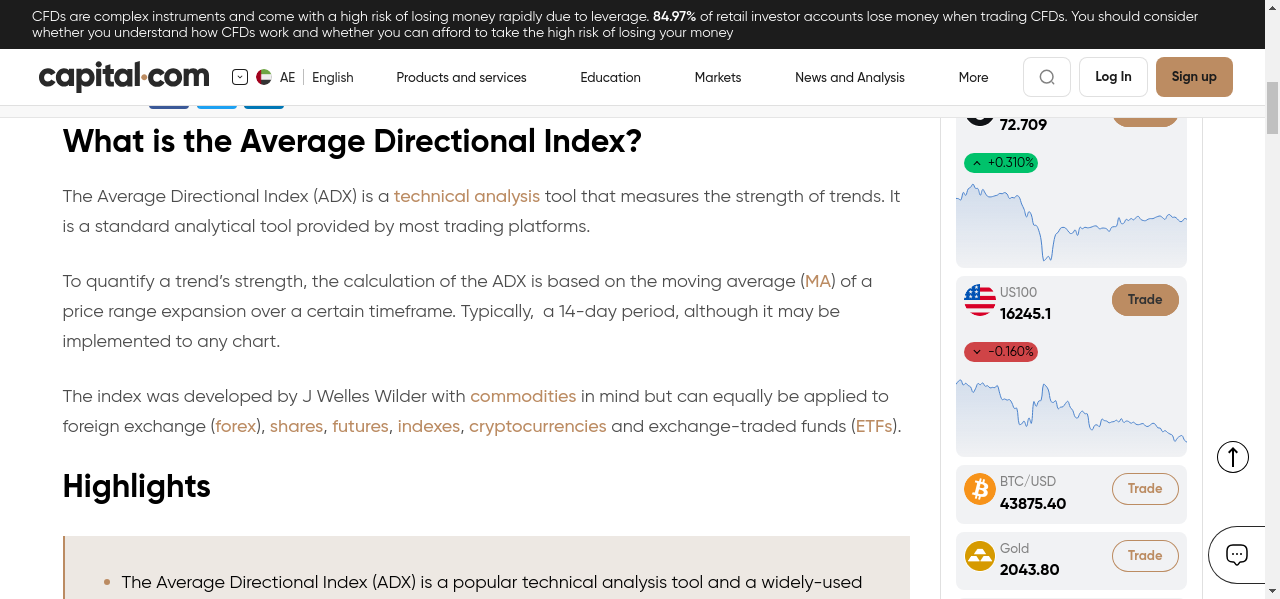 CFDs are complex instruments and come with a high risk of losing money rapidly due to leverage. 84.97% of retail investor accounts lose money when trading CFDs. You should consider
whether you understand how CFDs work and whether you can afford to take the high risk of losing your money
capital.com
AE
English
Products and services
Education
Markets
News and Analysis
More
Log In
Sign up
What is the Average Directional Index?
The Average Directional Index (ADX) is a technical analysis tool that measures the strength of trends. It
is a standard analytical tool provided by most trading platforms.
To quantify a trend’s strength, the calculation of the ADX is based on the moving average (MA) of a
price range expansion over a certain timeframe. Typically,  a 14-day period, although it may be
implemented to any chart.
The index was developed by J Welles Wilder with commodities in mind but can equally be applied to
foreign exchange (forex), shares, futures, indexes, cryptocurrencies and exchange-traded funds (ETFs).
Highlights
The Average Directional Index (ADX) is a popular technical analysis tool and a widely-used
72.709
+0.310%
US100
16245.1
Trade
-0.160%
BTC/USD
43875.40
Trade
Gold
2043.80
Trade